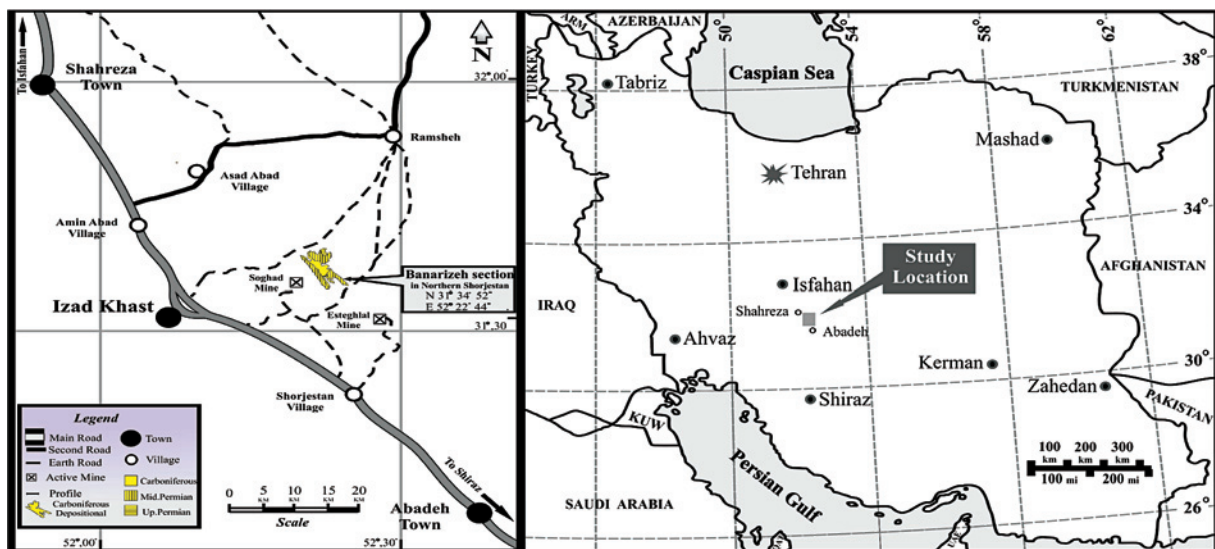 To Isfahan
Shahreza
Town
N
32°.00'
Ramsheh
Asad Abad
Village
Amin Abad
Village
Soghad
Mine
Banarizeh section
in Northern Shorjestan
N 31° 34' 52"
E 52° 22' 44"
Izad Khast
Esteghlal
Mine
31°.30'
Shorjestan
Village
Legend
Main Road
Second Road
Earth Road
Active Mine
Profile
Carboniferous
Depositional
Town
Village
Carboniferous
Mid.Permian
Up.Permian
0 5 10 15 20
KM KM KM KM
Scale
To Shiraz
Abadeh
Town
52°.00'
52°.30'
ARM
AZERBAIJAN
50
54
58
62
TURKEY
Tabriz
Caspian Sea
38°
TURKMENISTAN
Mashad
Tehran
34°
Study
Location
AFGHANISTAN
Isfahan
IRAQ
Shahreza
Abadeh
Ahvaz
Kerman
30°
Zahedan
Shiraz
PAKISTAN
KUW
Persian Gulf
100 200 300
km km km
100 mi 200 mi
SAUDI ARABIA
26°